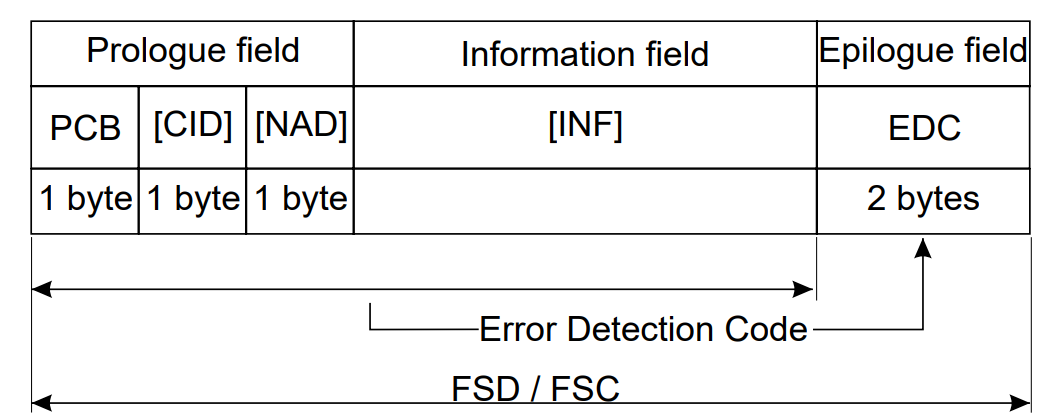 Prologue field Information field Epilogue field
PCB [CID] [NAD] [INF] EDC
1 byte 1 byte 1 byte 2 bytes
Error Detection Code
FSD / FSC